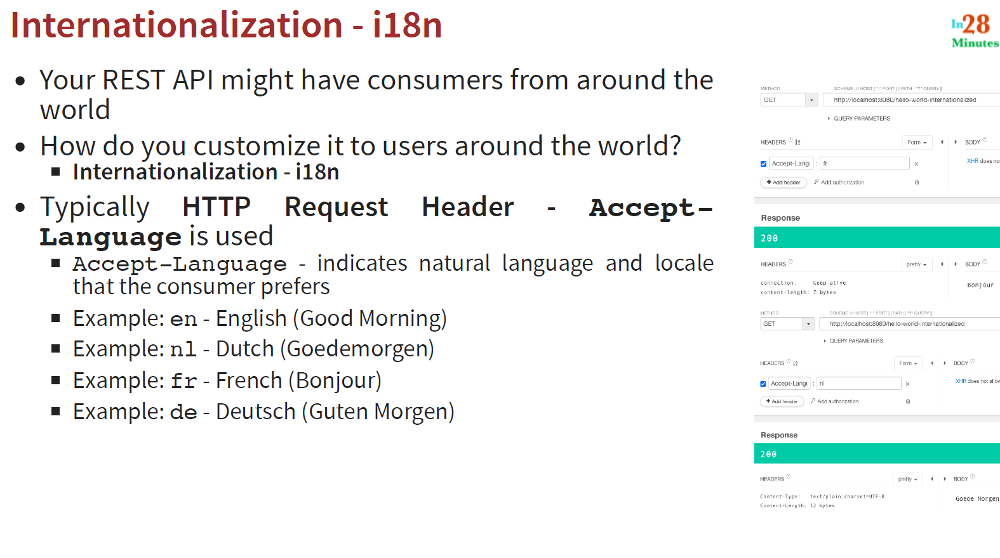 Internationalization - i18n
In28
Minutes
Your REST API might have consumers from around the
world
How do you customize it to users around the world?
Internationalization - i18n
Typically HTTP Request Header - Accept-
Language is used
Accept-Language - indicates natural language and locale
that the consumer prefers
Example: en - English (Good Morning)
Example: nl - Dutch (Goedemorgen)
Example: fr - French (Bonjour)
Example: de - Deutsch (Guten Morgen)
METHOD SCHEME :// HOST [ ":" PORT ] [ PATH [ "?" QUERY ]]
GET http://localhost:8080/hello-world-internationalized
QUERY PARAMETERS
HEADERS Form BODY
Accept-Langu : fr x XHR does no
+ Add header Add authorization
Response
200
HEADERS pretty BODY
connection: keep-alive Bonjour
content-length: 7 bytes
METHOD SCHEME :// HOST [ ":" PORT ] [ PATH [ "?" QUERY ]]
GET http://localhost:8080/hello-world-internationalized
QUERY PARAMETERS
HEADERS Form BODY
Accept-Langu : nl x XHR does not allow
+ Add header Add authorization
Response
200
HEADERS pretty BODY
Content-Type: text/plain;charset=UTF-8 Goede Morgen
Content-Length: 12 bytes